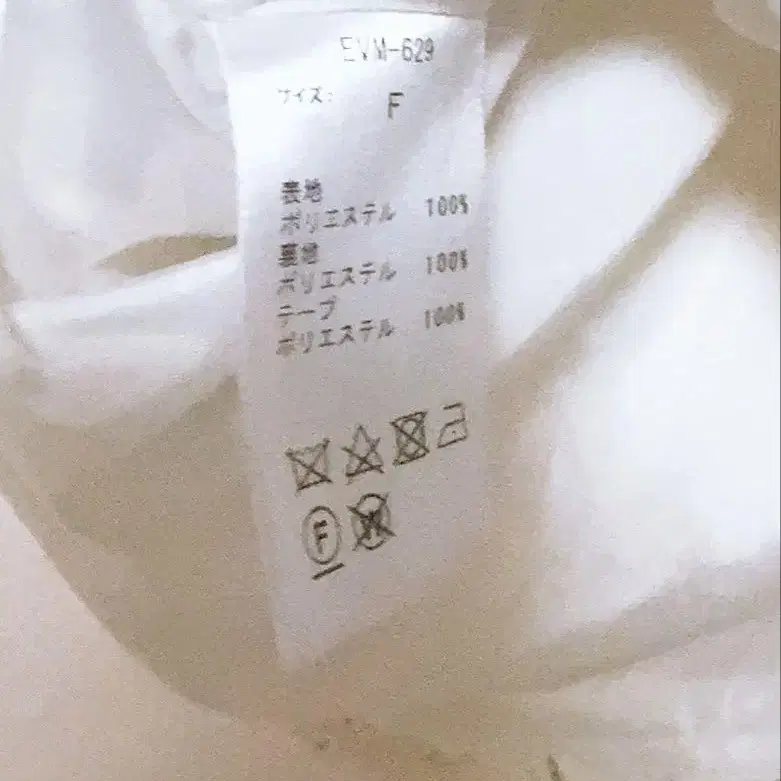 EVM-629
サイズ: F
表地
ポリエステル 100%
裏地
ポリエステル 100%
テープ
ポリエステル 100%
F
W